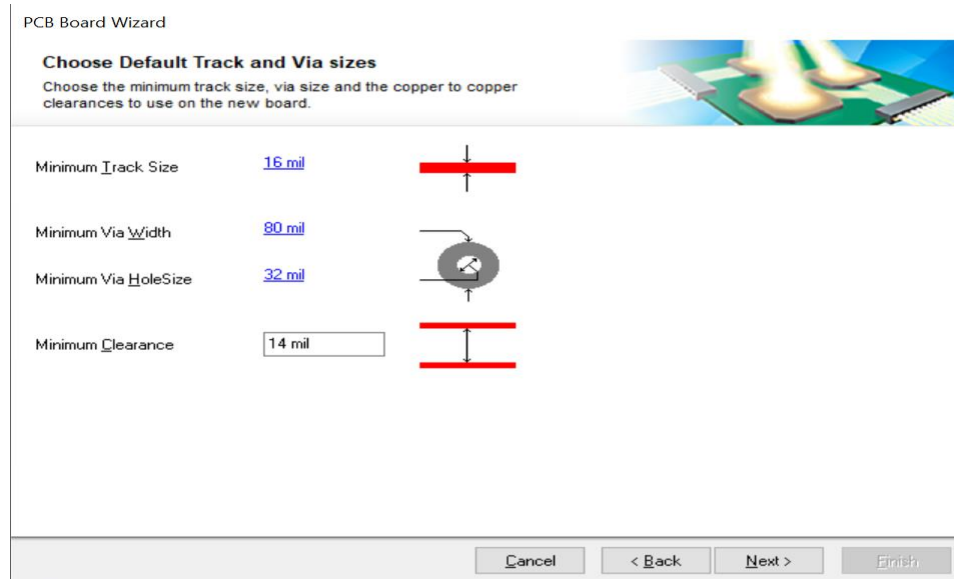 PCB Board Wizard
Choose Default Track and Via sizes
Choose the minimum track size, via size and the copper to copper
clearances to use on the new board.
Minimum Track Size 16 mil
Minimum Via Width 80 mil
Minimum Via HoleSize 32 mil
Minimum Clearance 14 mil
Cancel < Back Next > Finish